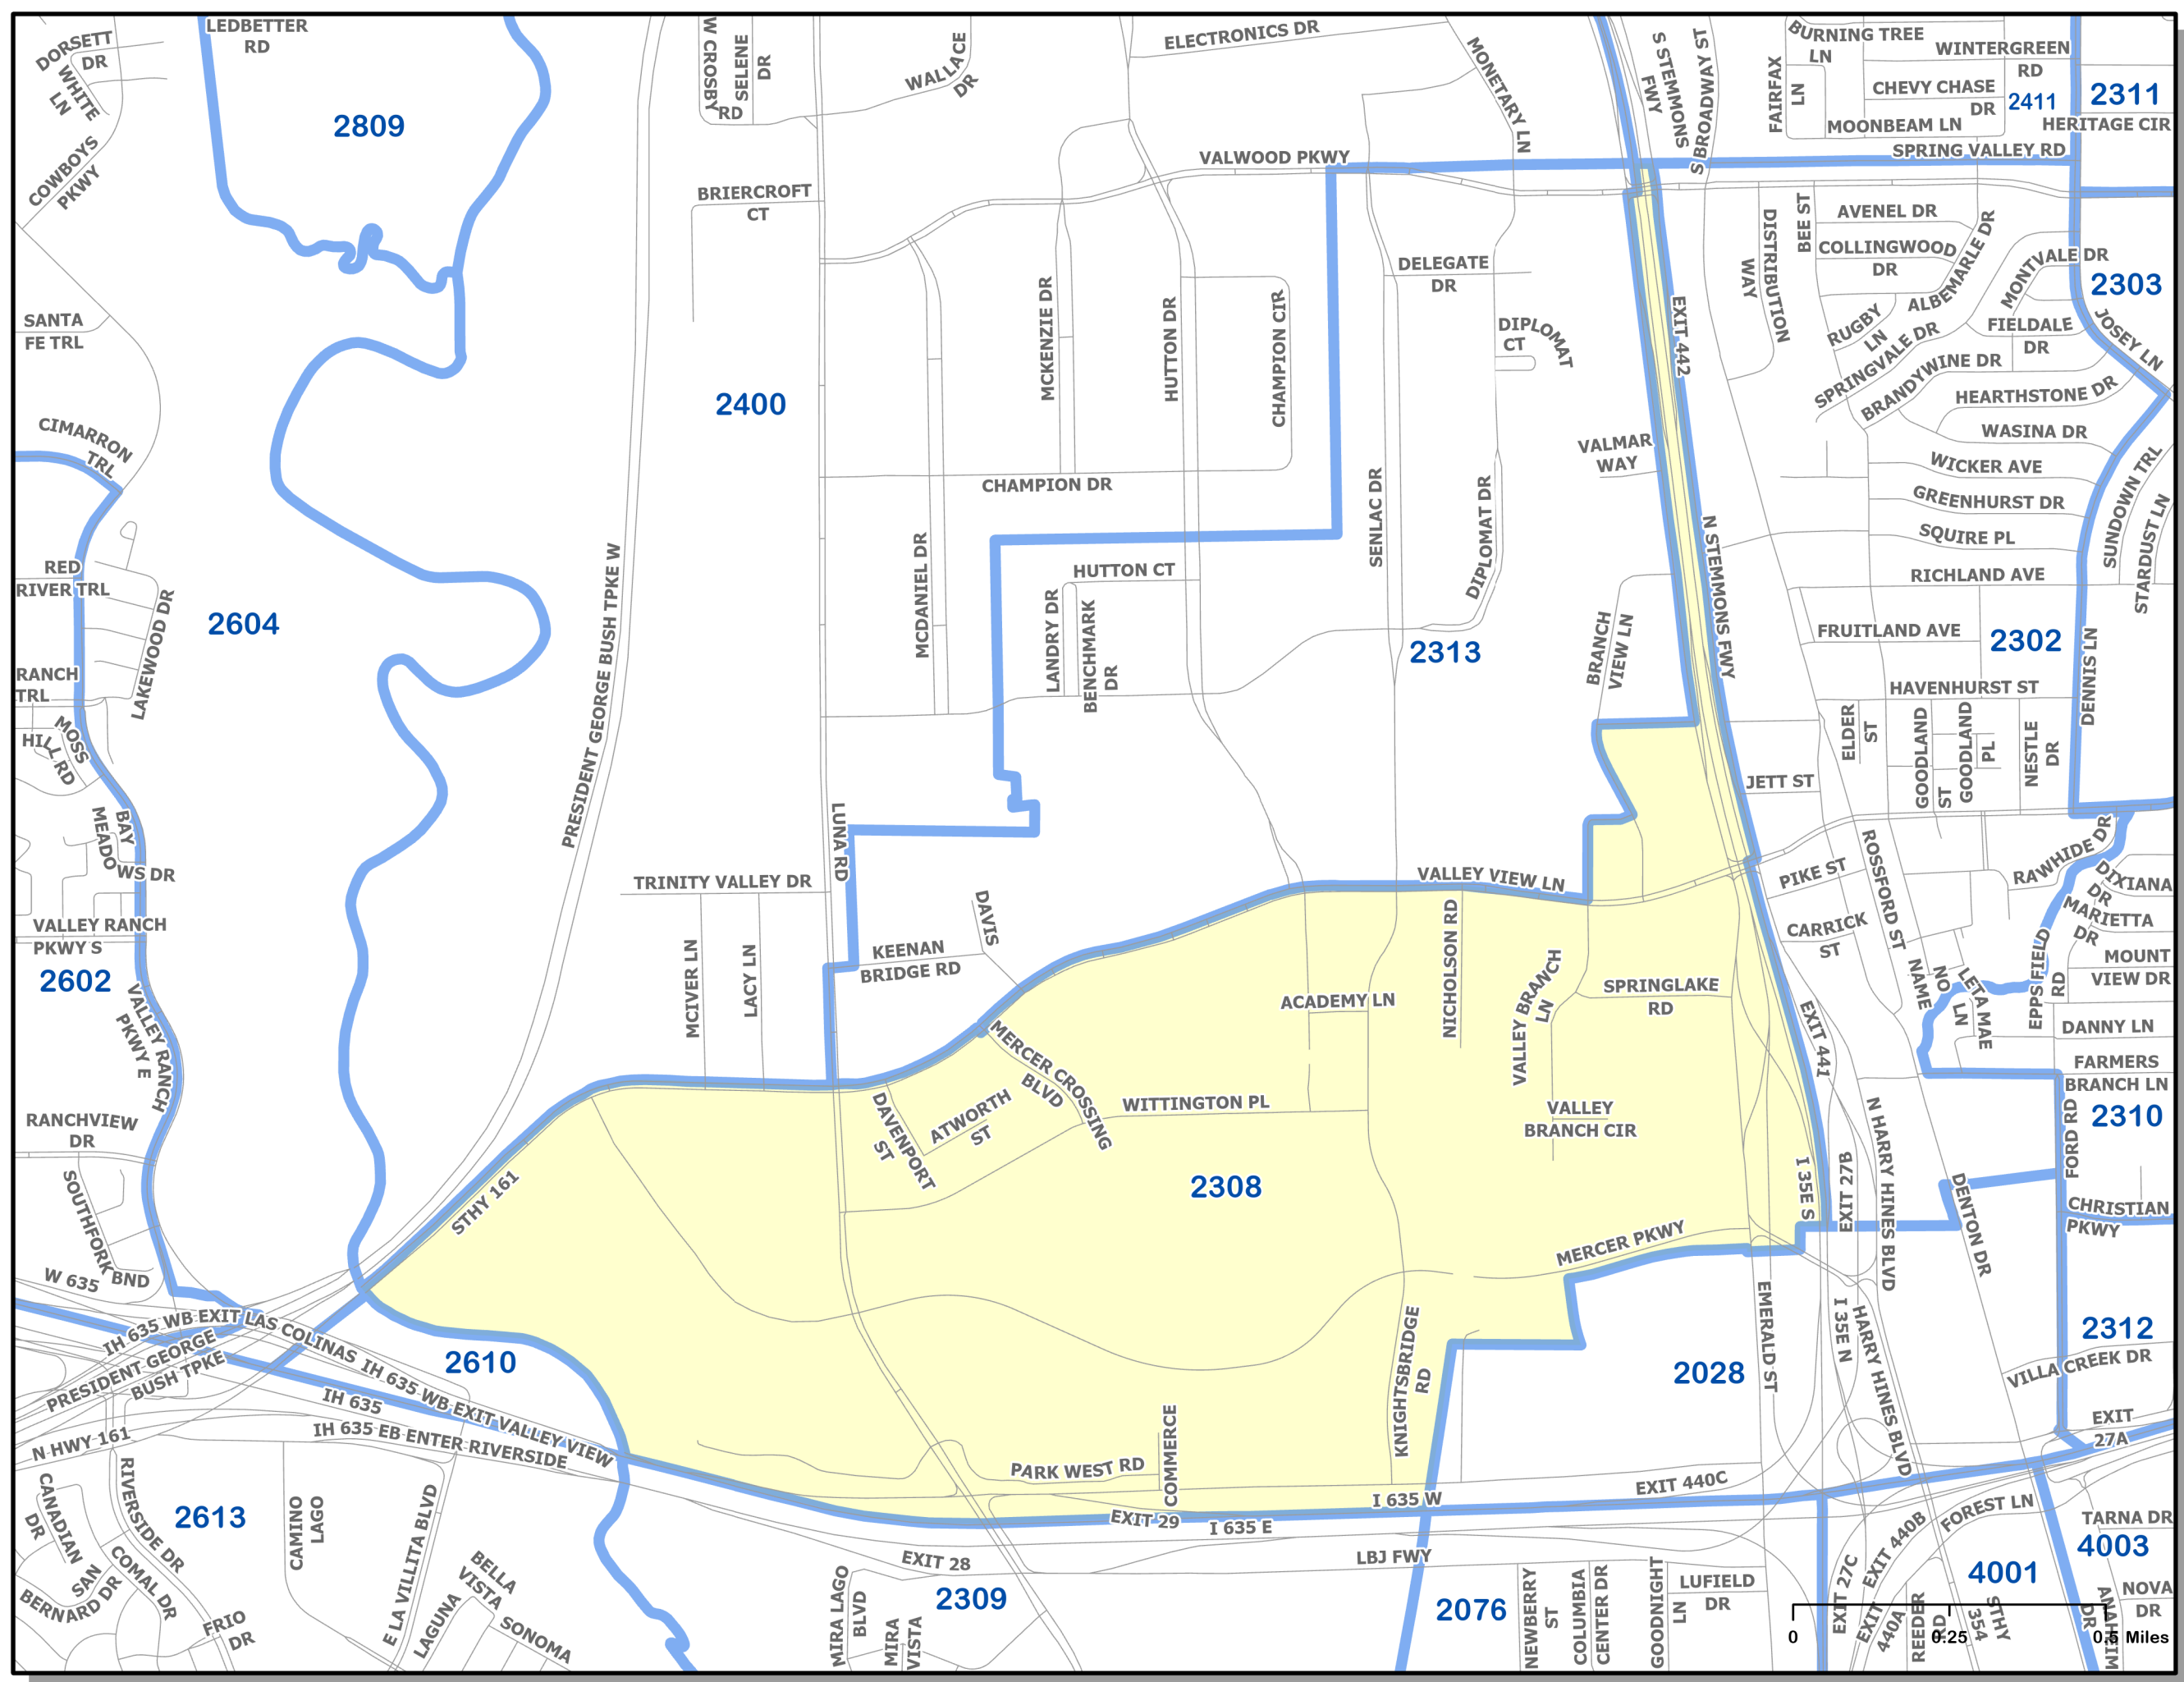 LEDBETTER
RD
DORSETT
DR
WHITE
LN
COWBOYS
PKWY
2809
W CROSBY
RD
SELENE
DR
WALLACE
DR
ELECTRONICS DR
MONETARY LN
S STEMMONS
FWY
S BROADWAY ST
BURNING TREE
LN
FAIRFAX
LN
WINTERGREEN
RD
CHEVY CHASE
DR
2411
2311
MOONBEAM LN
HERITAGE CIR
SPRING VALLEY RD
VALWOOD PKWY
BRIERCROFT
CT
AVENEL DR
BEE ST
DISTRIBUTION
WAY
COLLINGWOOD
DR
ALBEMARLE DR
MONTVALE DR
2303
DELEGATE
DR
MCKENZIE DR
HUTTON DR
CHAMPION CIR
EXIT 442
RUGBY
LN
FIELDALE
DR
JOSEY LN
SANTA
FE TRL
DIPLOMAT
CT
SPRINGVALE DR
BRANDYWINE DR
HEARTHSTONE DR
2400
WASINA DR
CIMARRON
TRL
VALMAR
WAY
WICKER AVE
CHAMPION DR
SENLAC DR
DIPLOMAT DR
GREENHURST DR
SQUIRE PL
SUNDOWN TRL
STARDUST LN
RED
RIVER TRL
PRESIDENT GEORGE BUSH TPKE W
MCDANIEL DR
HUTTON CT
LANDRY DR
BENCHMARK
DR
N STEMMONS FWY
RICHLAND AVE
2604
LAKEWOOD DR
2313
BRANCH
VIEW LN
FRUITLAND AVE
2302
DENNIS LN
RANCH
TRL
HAVENHURST ST
MOSS
HILL RD
ELDER
ST
GOODLAND
ST
GOODLAND
PL
NESTLE
DR
JETT ST
BAY
MEADO
WS DR
LUNA RD
TRINITY VALLEY DR
VALLEY VIEW LN
PIKE ST
ROSSFORD ST
RAWHIDE DR
DIXIANA
DR
VALLEY RANCH
PKWY S
DAVIS
KEENAN
BRIDGE RD
MCIVER LN
LACY LN
NICHOLSON RD
CARRICK
ST
MARIETTA
DR
2602
VALLEY RANCH
PKWY E
ACADEMY LN
VALLEY BRANCH
LN
SPRINGLAKE
RD
NO
NAME
LETA MAE
LN
EPPS FIELD
RD
MOUNT
VIEW DR
DANNY LN
MERCER CROSSING
BLVD
EXIT 441
FARMERS
BRANCH LN
RANCHVIEW
DR
DAVENPORT
ST
ATWORTH
ST
WITTINGTON PL
VALLEY
BRANCH CIR
N HARRY HINES BLVD
FORD RD
2310
SOUTHFORK
BND
STHY 161
2308
I 35E S
EXIT 27B
DENTON DR
CHRISTIAN
PKWY
MERCER PKWY
W 635
IH 635 WB EXIT LAS COLINAS
IH 635 WB EXIT VALLEY VIEW
PRESIDENT GEORGE
BUSH TPKE
2610
KNIGHTSBRIDGE
RD
EMERALD ST
2028
I 35E N
HARRY HINES BLVD
2312
VILLA CREEK DR
IH 635
IH 635 EB ENTER RIVERSIDE
N HWY 161
EXIT
27A
PARK WEST RD
COMMERCE
I 635 W
EXIT 440C
CANADIAN
DR
RIVERSIDE DR
2613
CAMINO
LAGO
E LA VILLITA BLVD
EXIT 29
I 635 E
FOREST LN
TARNA DR
4003
EXIT 28
LBJ FWY
EXIT 27C
EXIT 440B
4001
SAN
BERNARD DR
COMAL DR
FRIO
DR
LAGUNA
BELLA
VISTA
SONOMA
MIRA LAGO
BLVD
MIRA
VISTA
2309
2076
NEWBERRY
ST
COLUMBIA
CENTER DR
GOODNIGHT
LN
LUFIELD
DR
EXIT
440A
REEDER
RD
STHY
354
ANAHEIM
DR
NOVA
DR
0
0.25
0.5 Miles